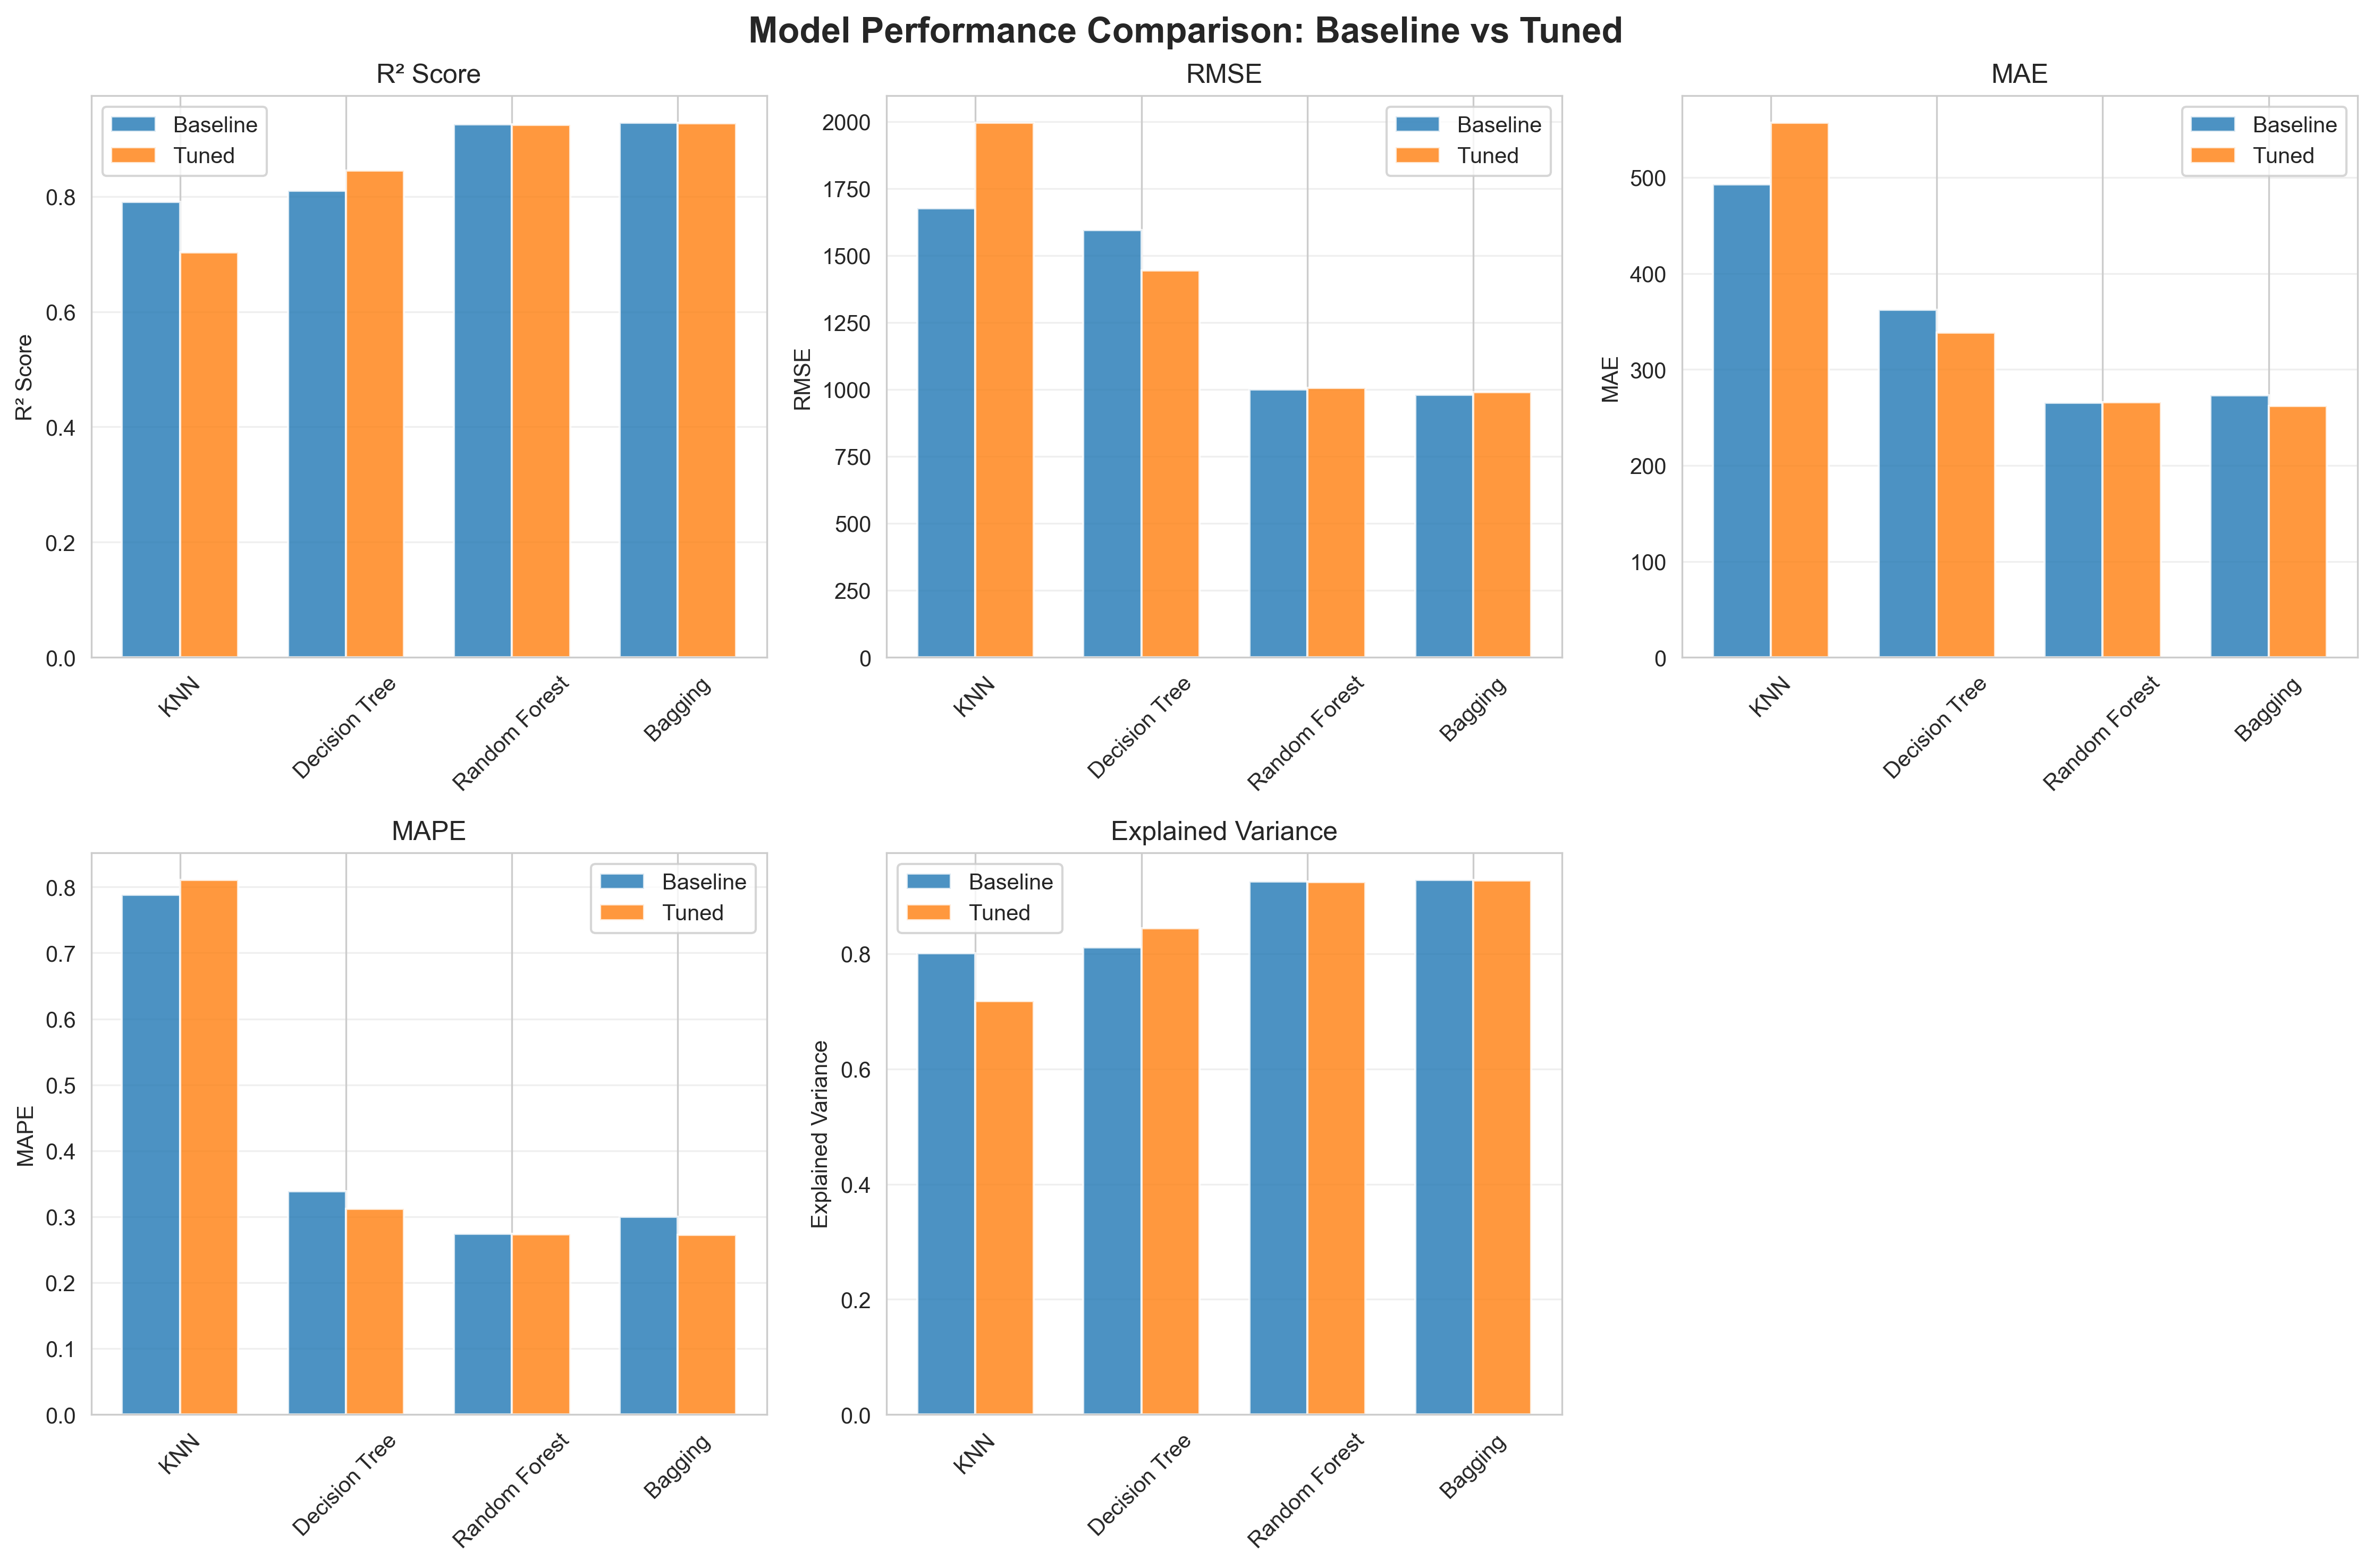 Model Performance Comparison: Baseline vs Tuned
R² Score
Baseline
Tuned
R² Score
0.8
0.6
0.4
0.2
0.0
KNN
Decision Tree
Random Forest
Bagging
RMSE
Baseline
Tuned
RMSE
2000
1750
1500
1250
1000
750
500
250
0
KNN
Decision Tree
Random Forest
Bagging
MAE
Baseline
Tuned
MAE
500
400
300
200
100
0
KNN
Decision Tree
Random Forest
Bagging
MAPE
Baseline
Tuned
MAPE
0.8
0.7
0.6
0.5
0.4
0.3
0.2
0.1
0.0
KNN
Decision Tree
Random Forest
Bagging
Explained Variance
Baseline
Tuned
Explained Variance
0.8
0.6
0.4
0.2
0.0
KNN
Decision Tree
Random Forest
Bagging